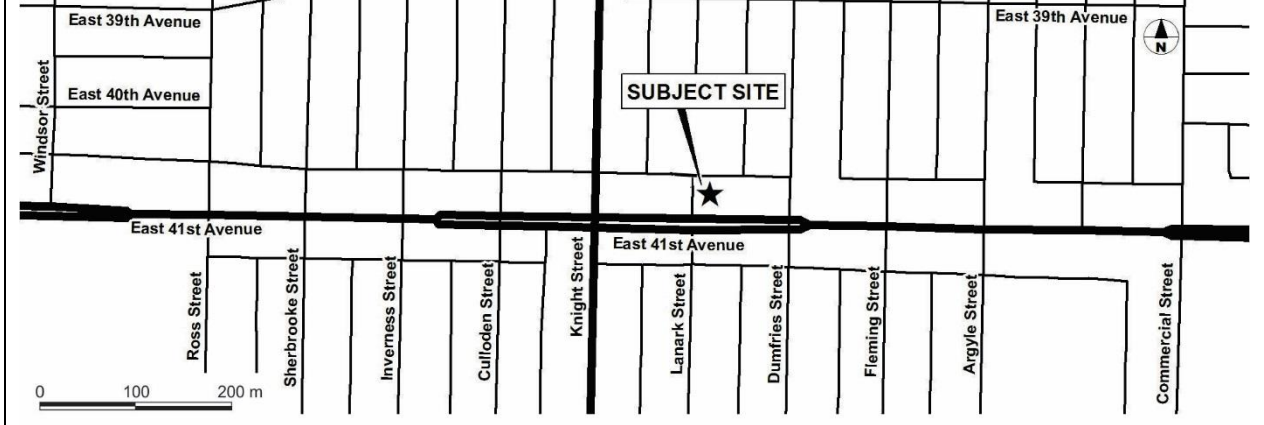 East 39th Avenue
East 39th Avenue
N
SUBJECT SITE
East 40th Avenue
Windsor Street
East 41st Avenue
East 41st Avenue
Ross Street
Sherbrooke Street
Inverness Street
Culloden Street
Knight Street
Lanark Street
Dumfries Street
Fleming Street
Argyle Street
Commercial Street
0 100 200 m